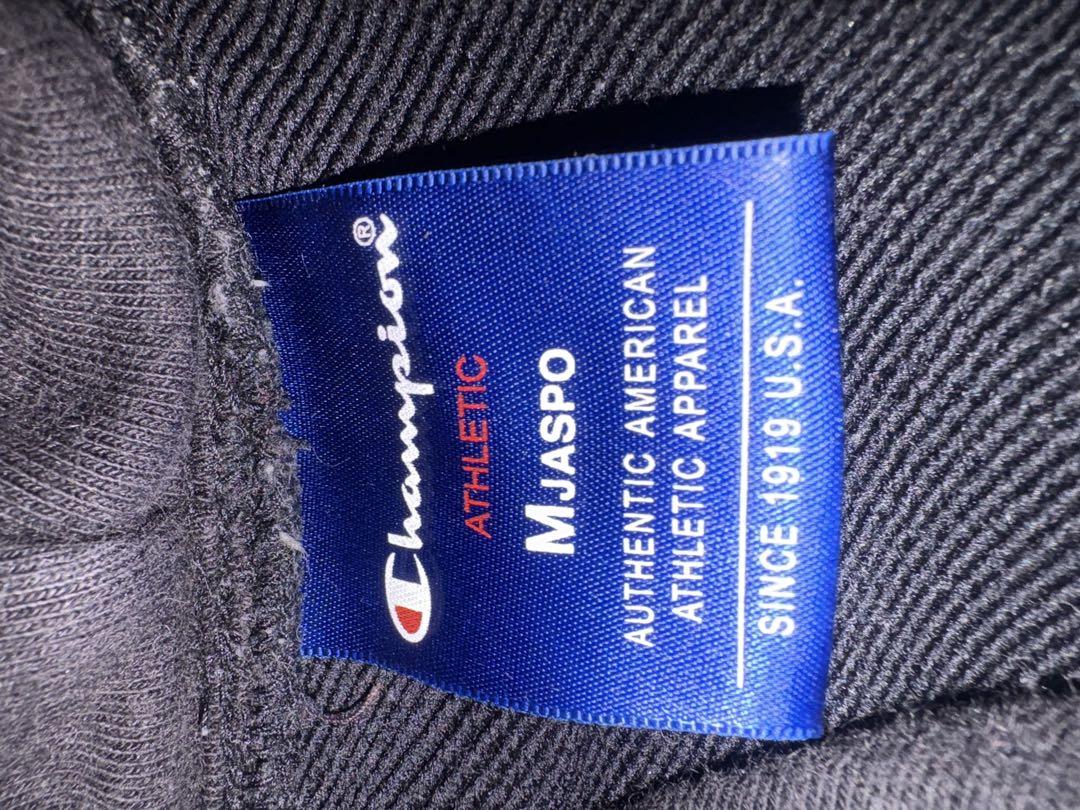 Champion®
ATHLETIC
MJASPO
AUTHENTIC AMERICAN
ATHLETIC APPAREL
SINCE 1919 U.S.A.